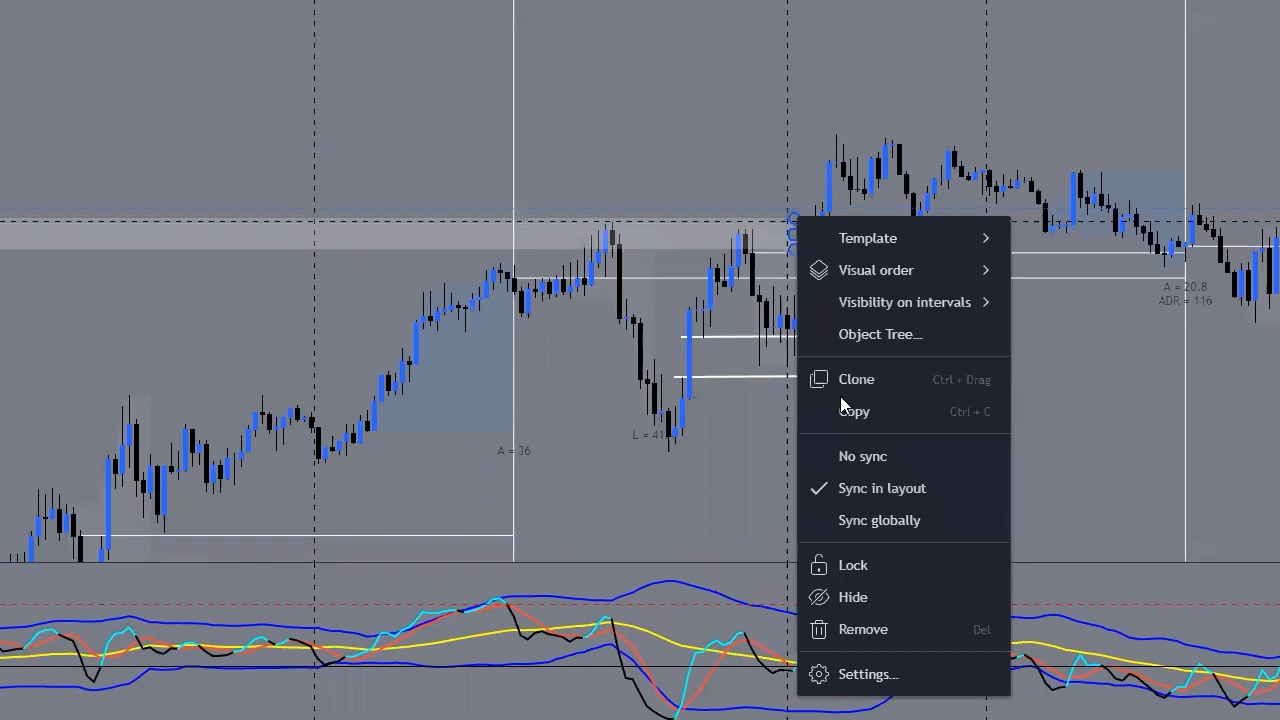 Template
Visual order
Visibility on intervals
Object Tree...
Clone Ctrl + Drag
Copy Ctrl + C
No sync
Sync in layout
Sync globally
Lock
Hide
Remove Del
Settings...
A = 20.8
ADR = 116
L = 41
A = 36